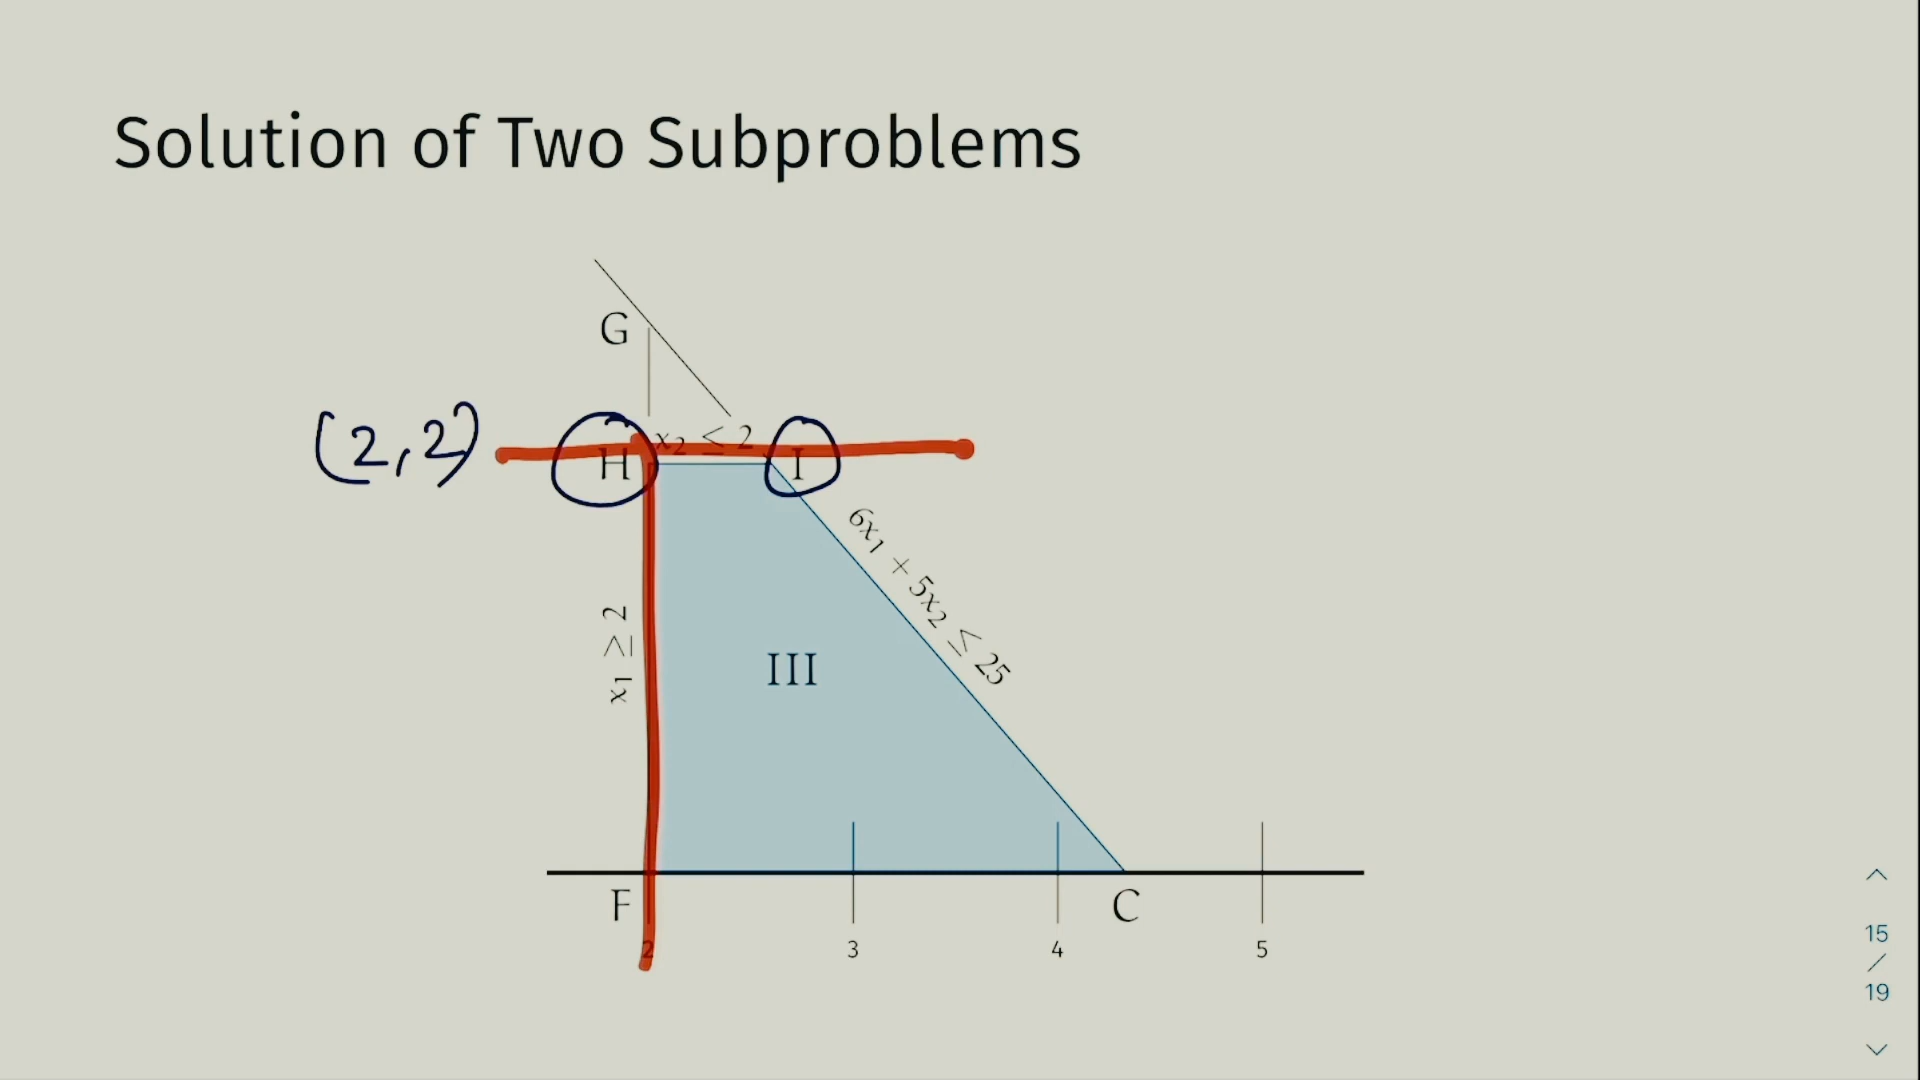 Solution of Two Subproblems
G
(2,2)
x₂ ≤ 2
H
I
6x₁ + 5x₂ ≤ 25
x₁ ≥ 2
III
F
C
2
3
4
5
15
/
19